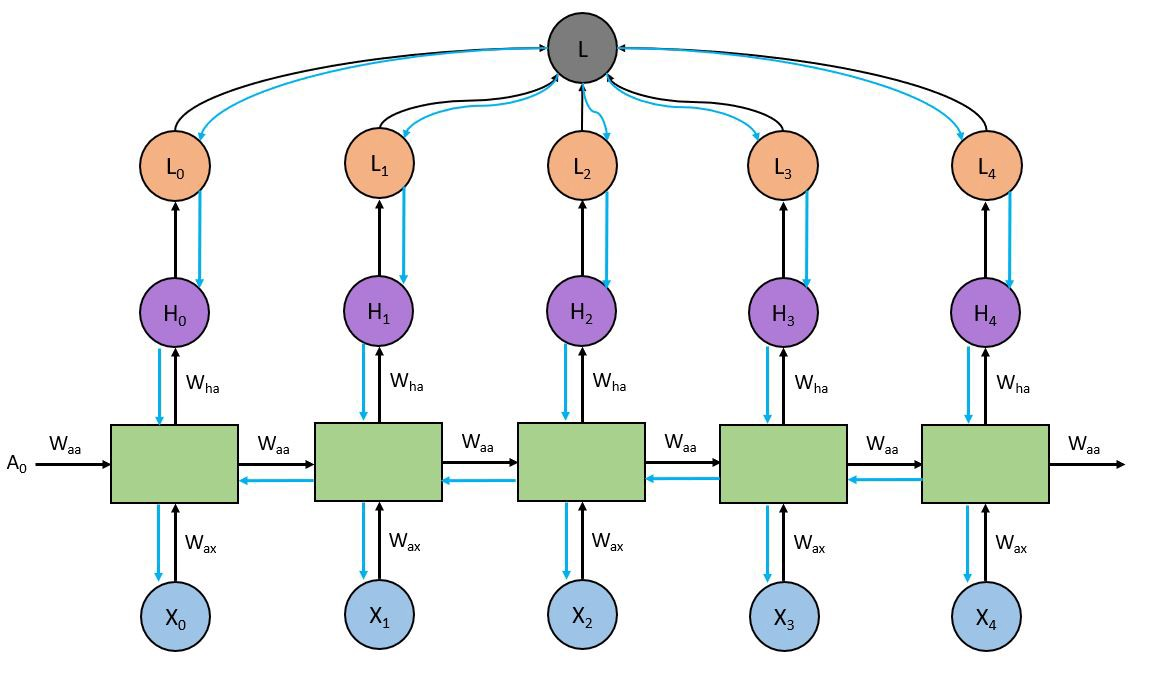 L
L0 L1 L2 L3 L4
H0 H1 H2 H3 H4
Wha Wha Wha Wha Wha
A0 Waa Waa Waa Waa Waa Waa
Wax Wax Wax Wax Wax
X0 X1 X2 X3 X4